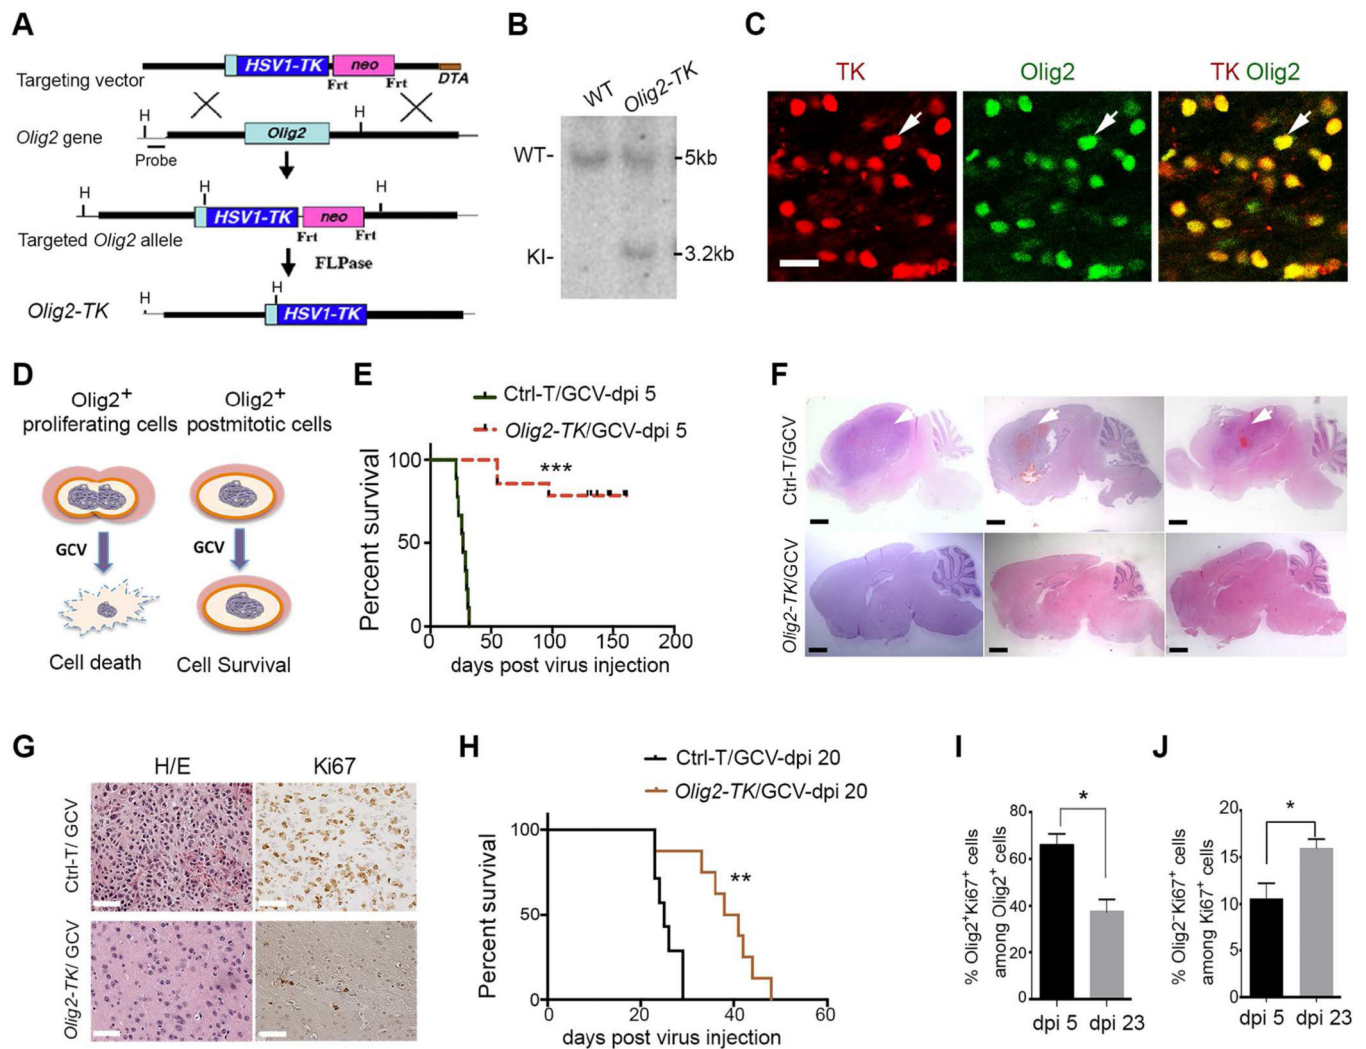 A
Targeting vector
HSV1-TK
neo
Frt
Frt
DTA
H
H
Olig2 gene
Olig2
Probe
H
H
H
HSV1-TK
neo
Targeted Olig2 allele
Frt
Frt
FLPase
H
H
Olig2-TK
HSV1-TK
B
WT
Olig2-TK
WT-
-5kb
KI-
-3.2kb
C
TK
Olig2
TK Olig2
D
Olig2+ proliferating cells
Olig2+ postmitotic cells
GCV
GCV
Cell death
Cell Survival
E
Ctrl-T/GCV-dpi 5
Olig2-TK/GCV-dpi 5
Percent survival
100
50
0
***
0
50
100
150
200
days post virus injection
F
Ctrl-T/GCV
Olig2-TK/GCV
G
H/E
Ki67
Ctrl-T/ GCV
Olig2-TK/ GCV
H
Ctrl-T/GCV-dpi 20
Olig2-TK/GCV-dpi 20
Percent survival
100
50
0
**
0
20
40
60
days post virus injection
I
% Olig2+Ki67+ cells
among Olig2+ cells
80
60
40
20
0
*
dpi 5
dpi 23
J
% Olig2-Ki67+ cells
among Ki67+ cells
20
15
10
5
0
*
dpi 5
dpi 23